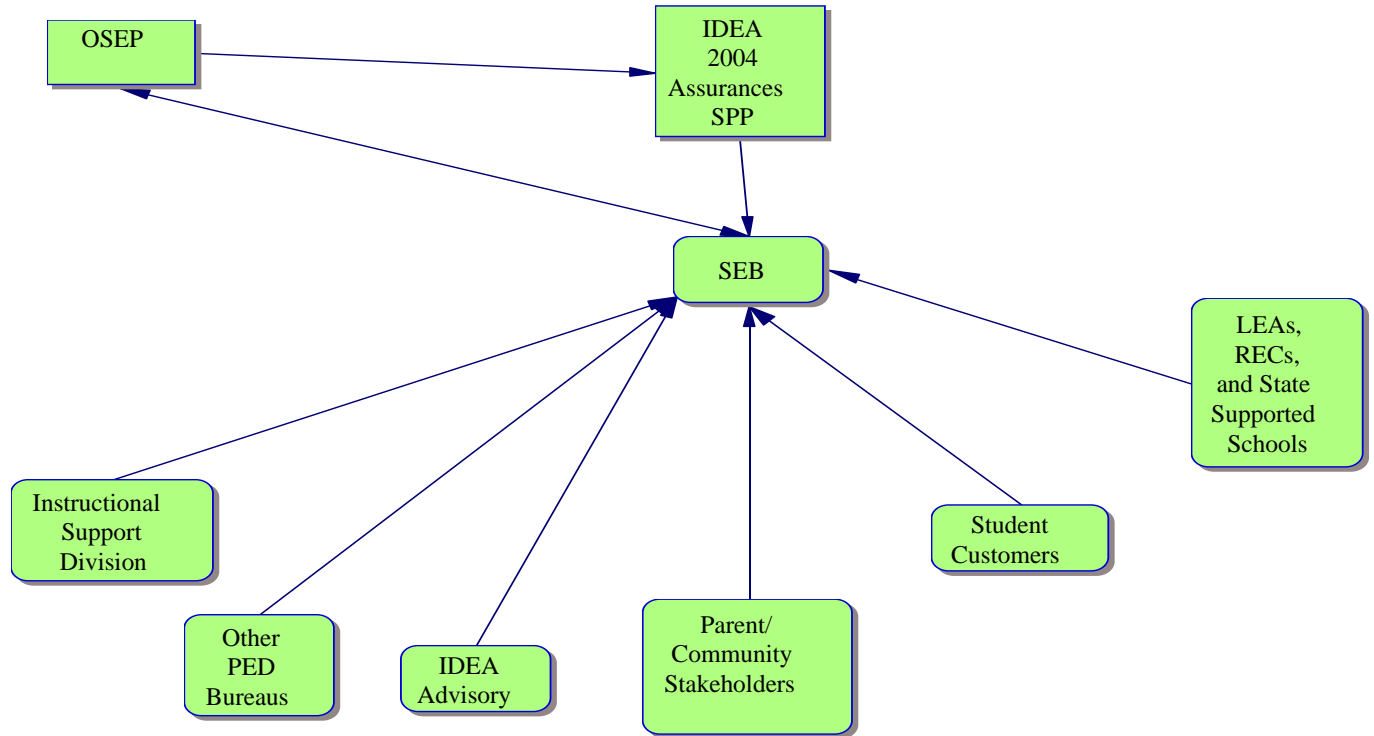 OSEP
IDEA
2004
Assurances
SPP
SEB
LEAs,
RECs,
and State
Supported
Schools
Instructional
Support
Division
Student
Customers
Other
PED
Bureaus
IDEA
Advisory
Parent/
Community
Stakeholders